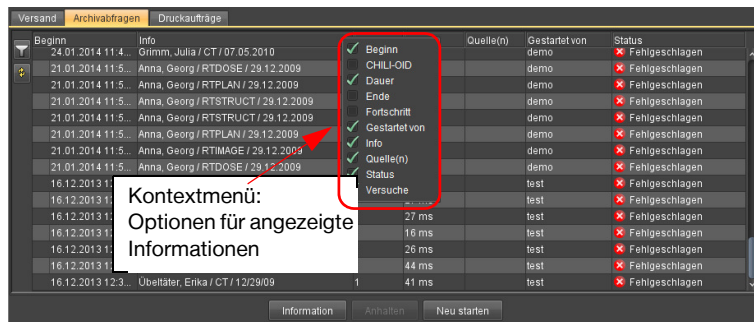 Versand Archivabfragen Druckaufträge
Beginn Info Quelle(n) Gestartet von Status
24.01.2014 11:4... Grimm, Julia / CT / 07.05.2010 demo Fehlgeschlagen
21.01.2014 11:5... Anna, Georg / RTDOSE / 29.12.2009 demo Fehlgeschlagen
21.01.2014 11:5... Anna, Georg / RTPLAN / 29.12.2009 demo Fehlgeschlagen
21.01.2014 11:5... Anna, Georg / RTSTRUCT / 29.12.2009 demo Fehlgeschlagen
21.01.2014 11:5... Anna, Georg / RTSTRUCT / 29.12.2009 demo Fehlgeschlagen
21.01.2014 11:5... Anna, Georg / RTPLAN / 29.12.2009 demo Fehlgeschlagen
21.01.2014 11:5... Anna, Georg / RTIMAGE / 29.12.2009 demo Fehlgeschlagen
21.01.2014 11:5... Anna, Georg / RTDOSE / 29.12.2009 demo Fehlgeschlagen
16.12.2013 1 test Fehlgeschlagen
16.12.2013 1 ms test Fehlgeschlagen
16.12.2013 1 27 ms test Fehlgeschlagen
16.12.2013 1 16 ms test Fehlgeschlagen
16.12.2013 1 26 ms test Fehlgeschlagen
16.12.2013 1 44 ms test Fehlgeschlagen
16.12.2013 12:3... Übeltäter, Erika / CT / 12/29/09 1 41 ms test Fehlgeschlagen
Beginn
CHILI-OID
Dauer
Ende
Fortschritt
Gestartet von
Info
Quelle(n)
Status
Versuche
Kontextmenü:
Optionen für angezeigte
Informationen
Information Anhalten Neu starten